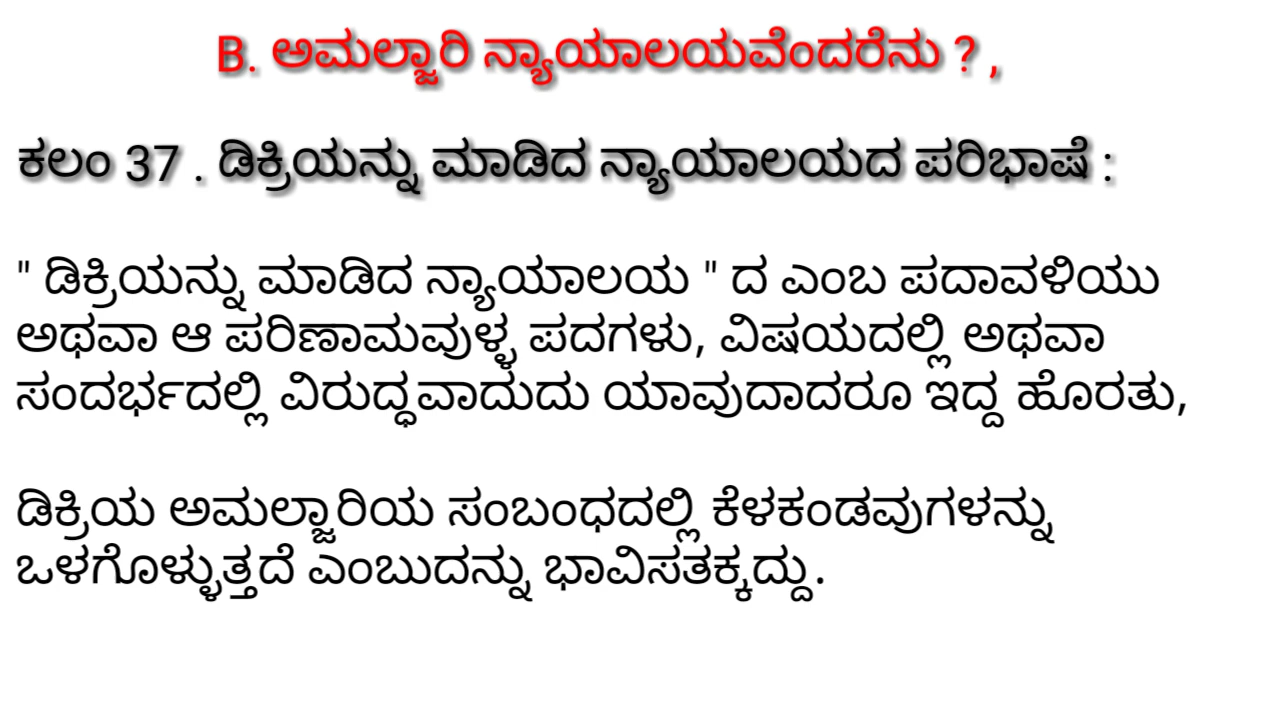 B. ಅಮಲ್ಜಾರಿ ನ್ಯಾಯಾಲಯವೆಂದರೆನು ? ,
ಕಲಂ 37 . ಡಿಕ್ರಿಯನ್ನು ಮಾಡಿದ ನ್ಯಾಯಾಲಯದ ಪರಿಭಾಷೆ :
" ಡಿಕ್ರಿಯನ್ನು ಮಾಡಿದ ನ್ಯಾಯಾಲಯ " ದ ಎಂಬ ಪದಾವಳಿಯು
ಅಥವಾ ಆ ಪರಿಣಾಮವುಳ್ಳ ಪದಗಳು, ವಿಷಯದಲ್ಲಿ ಅಥವಾ
ಸಂದರ್ಭದಲ್ಲಿ ವಿರುದ್ಧವಾದುದು ಯಾವುದಾದರೂ ಇದ್ದ ಹೊರತು,
ಡಿಕ್ರಿಯ ಅಮಲ್ಜಾರಿಯ ಸಂಬಂಧದಲ್ಲಿ ಕೆಳಕಂಡವುಗಳನ್ನು
ಒಳಗೊಳ್ಳುತ್ತದೆ ಎಂಬುದನ್ನು ಭಾವಿಸತಕ್ಕದ್ದು.